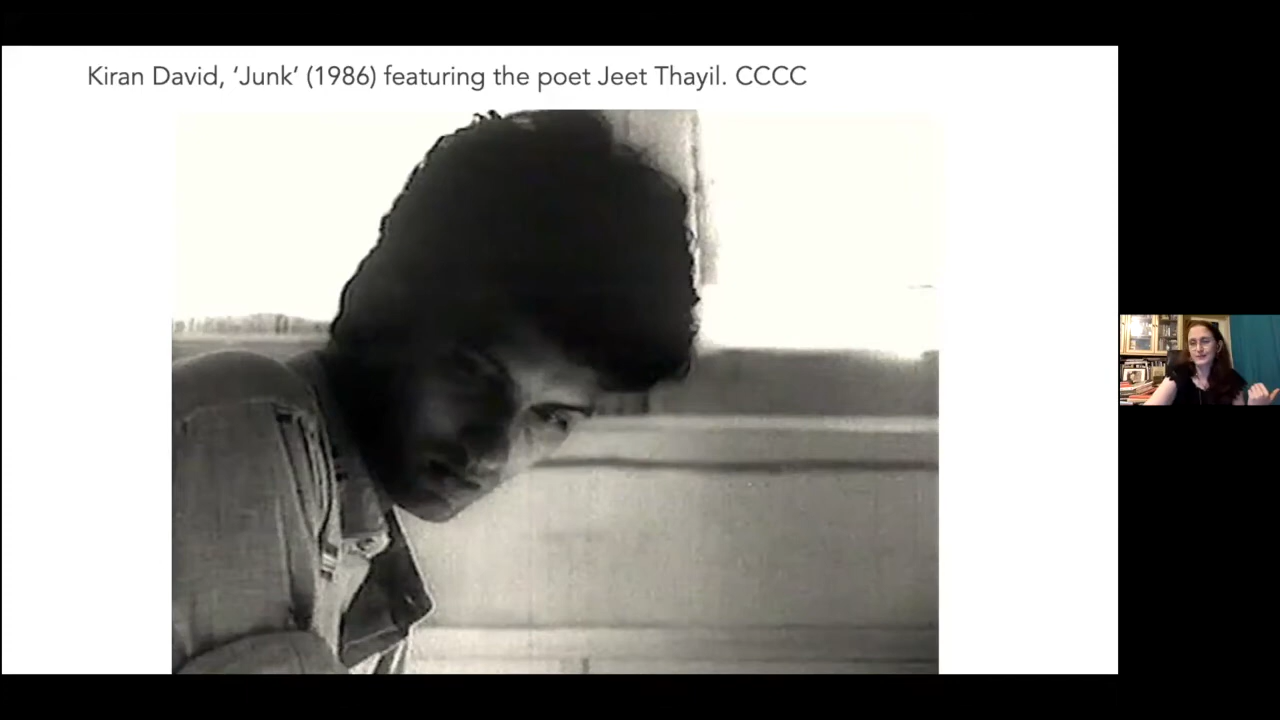 Kiran David, ‘Junk’ (1986) featuring the poet Jeet Thayil. CCCC